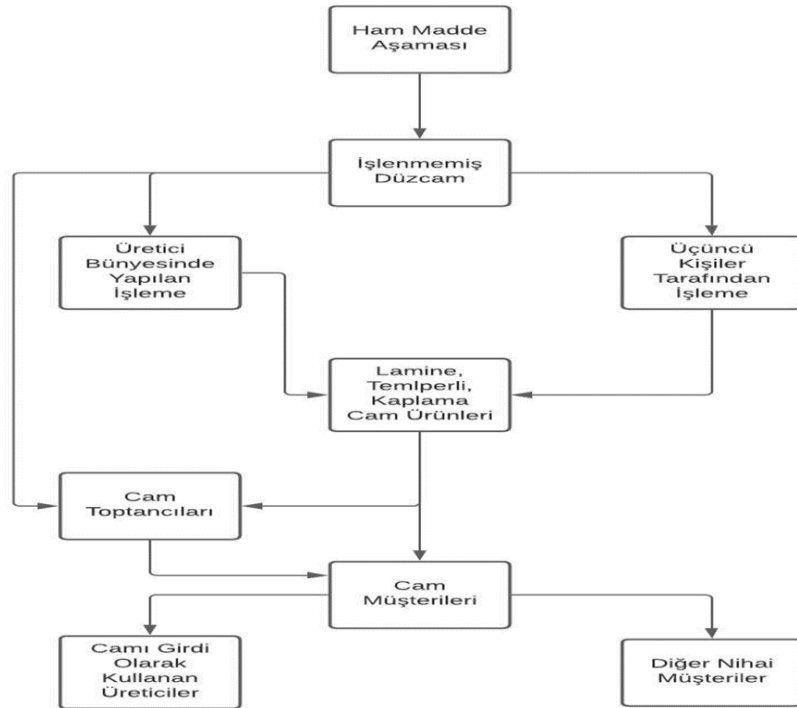 Ham Madde
Aşaması
İşlenmemiş
Düzcam
Üretici
Bünyesinde
Yapılan
İşleme
Üçüncü
Kişiler
Tarafından
İşleme
Lamine,
Temlperli,
Kaplama
Cam Ürünleri
Cam
Toptancıları
Cam
Müşterileri
Camı Girdi
Olarak
Kullanan
Üreticiler
Diğer Nihai
Müşteriler